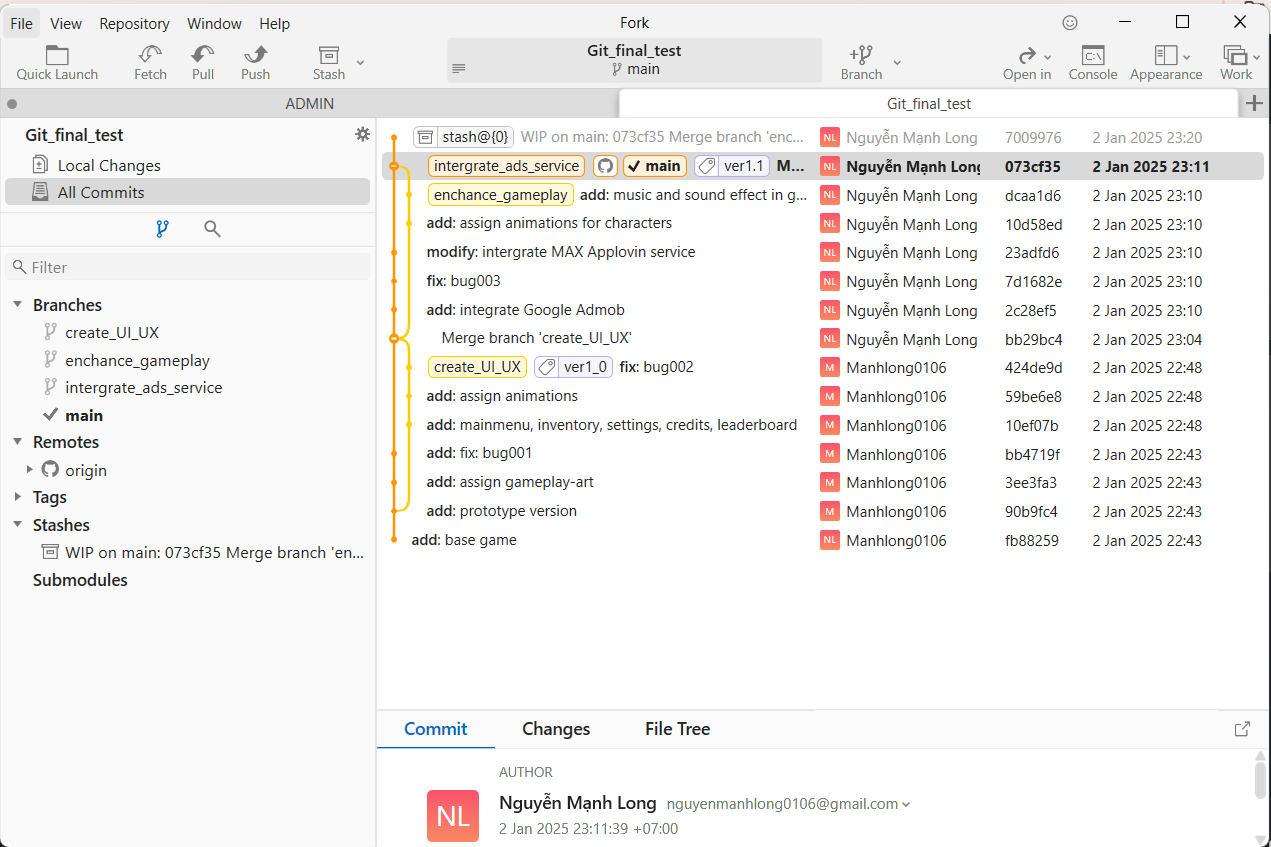 Fork
File View Repository Window Help
Quick Launch Fetch Pull Push Stash
Git_final_test
main
Branch Open in Console Appearance Work
ADMIN Git_final_test
Git_final_test
Local Changes
All Commits
Filter
Branches
create_UI_UX
enchance_gameplay
intergrate_ads_service
main
Remotes
origin
Tags
Stashes
WIP on main: 073cf35 Merge branch 'en...
Submodules
stash@{0} WIP on main: 073cf35 Merge branch 'enc... NL Nguyễn Mạnh Long 7009976 2 Jan 2025 23:20
intergrate_ads_service main ver1.1 M... NL Nguyễn Mạnh Long 073cf35 2 Jan 2025 23:11
enchance_gameplay add: music and sound effect in g... NL Nguyễn Mạnh Long dcaa1d6 2 Jan 2025 23:10
add: assign animations for characters NL Nguyễn Mạnh Long 10d58ed 2 Jan 2025 23:10
modify: intergrate MAX Applovin service NL Nguyễn Mạnh Long 23adfd6 2 Jan 2025 23:10
fix: bug003 NL Nguyễn Mạnh Long 7d1682e 2 Jan 2025 23:10
add: integrate Google Admob NL Nguyễn Mạnh Long 2c28ef5 2 Jan 2025 23:10
Merge branch 'create_UI_UX' NL Nguyễn Mạnh Long bb29bc4 2 Jan 2025 23:04
create_UI_UX ver1_0 fix: bug002 M Manhlong0106 424de9d 2 Jan 2025 22:48
add: assign animations M Manhlong0106 59be6e8 2 Jan 2025 22:48
add: mainmenu, inventory, settings, credits, leaderboard M Manhlong0106 10ef07b 2 Jan 2025 22:48
add: fix: bug001 M Manhlong0106 bb4719f 2 Jan 2025 22:43
add: assign gameplay-art M Manhlong0106 3ee3fa3 2 Jan 2025 22:43
add: prototype version M Manhlong0106 90b9fc4 2 Jan 2025 22:43
add: base game NL Manhlong0106 fb88259 2 Jan 2025 22:43
Commit Changes File Tree
AUTHOR
NL Nguyễn Mạnh Long nguyenmanhlong0106@gmail.com
2 Jan 2025 23:11:39 +07:00